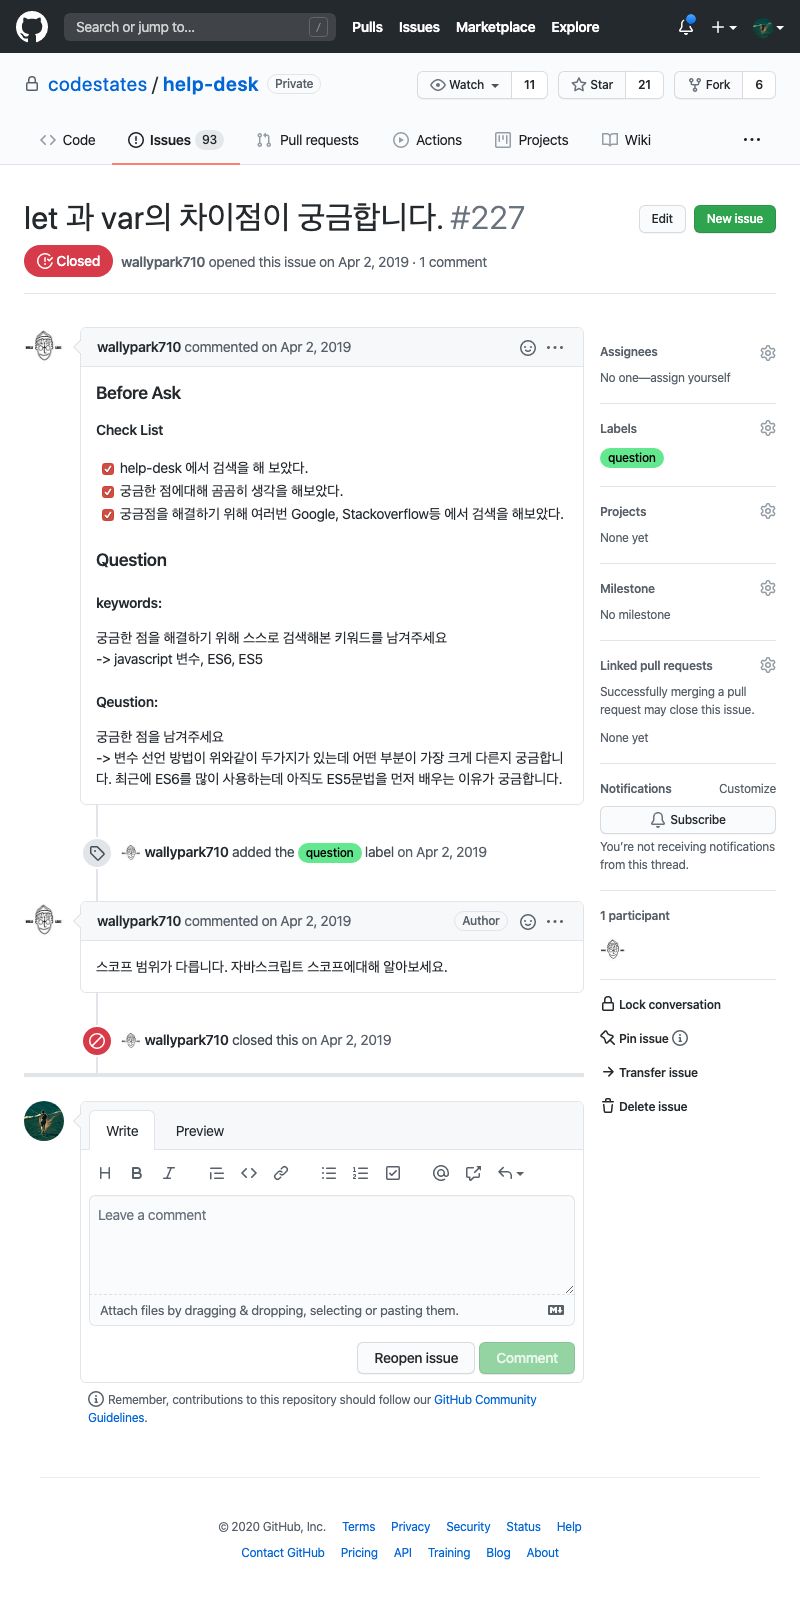 Search or jump to... /
Pulls Issues Marketplace Explore
codestates / help-desk Private
Watch 11 Star 21 Fork 6
Code Issues 93 Pull requests Actions Projects Wiki ...
let 과 var의 차이점이 궁금합니다. #227
Edit New issue
Closed wallypark710 opened this issue on Apr 2, 2019 · 1 comment
wallypark710 commented on Apr 2, 2019
Before Ask
Check List
help-desk 에서 검색을 해 보았다.
궁금한 점에대해 곰곰히 생각을 해보았다.
궁금점을 해결하기 위해 여러번 Google, Stackoverflow등 에서 검색을 해보았다.
Question
keywords:
궁금한 점을 해결하기 위해 스스로 검색해본 키워드를 남겨주세요
-> javascript 변수, ES6, ES5
Qeustion:
궁금한 점을 남겨주세요
-> 변수 선언 방법이 위와같이 두가지가 있는데 어떤 부분이 가장 크게 다른지 궁금합니
다. 최근에 ES6를 많이 사용하는데 아직도 ES5문법을 먼저 배우는 이유가 궁금합니다.
wallypark710 added the question label on Apr 2, 2019
wallypark710 commented on Apr 2, 2019 Author
스코프 범위가 다릅니다. 자바스크립트 스코프에대해 알아보세요.
wallypark710 closed this on Apr 2, 2019
Write Preview
H B I
Leave a comment
Attach files by dragging & dropping, selecting or pasting them.
Reopen issue Comment
Remember, contributions to this repository should follow our GitHub Community
Guidelines.
Assignees
No one—assign yourself
Labels
question
Projects
None yet
Milestone
No milestone
Linked pull requests
Successfully merging a pull
request may close this issue.
None yet
Notifications Customize
Subscribe
You're not receiving notifications
from this thread.
1 participant
Lock conversation
Pin issue
Transfer issue
Delete issue
© 2020 GitHub, Inc. Terms Privacy Security Status Help
Contact GitHub Pricing API Training Blog About